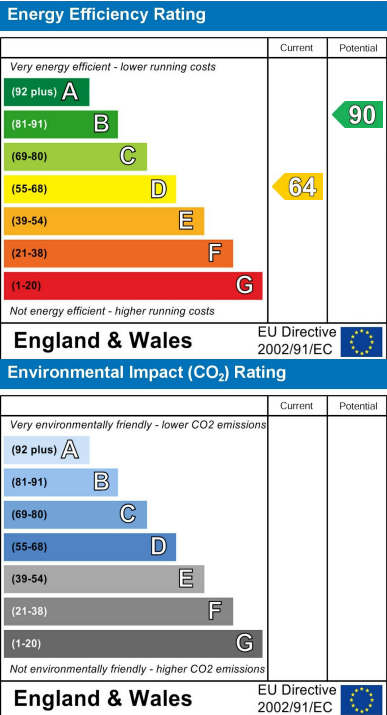 Energy Efficiency Rating
Current Potential
Very energy efficient - lower running costs
(92 plus) A
(81-91) B
90
(69-80) C
(55-68) D
64
(39-54) E
(21-38) F
(1-20) G
Not energy efficient - higher running costs
England & Wales
EU Directive
2002/91/EC
Environmental Impact (CO₂) Rating
Current Potential
Very environmentally friendly - lower CO2 emissions
(92 plus) A
(81-91) B
(69-80) C
(55-68) D
(39-54) E
(21-38) F
(1-20) G
Not environmentally friendly - higher CO2 emissions
England & Wales
EU Directive
2002/91/EC